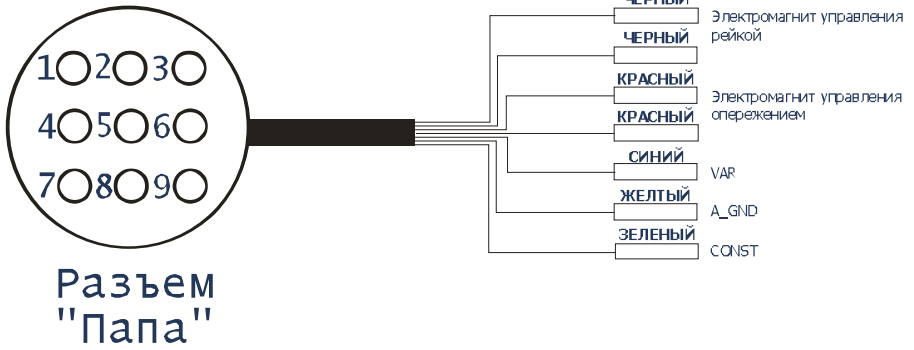 ЧЕРНЫЙ
Электромагнит управления
рейкой
ЧЕРНЫЙ
КРАСНЫЙ
Электромагнит управления
опережением
КРАСНЫЙ
СИНИЙ
VAR
ЖЕЛТЫЙ
A_GND
ЗЕЛЕНЫЙ
CONST
1 2 3
4 5 6
7 8 9
Разъем
"Папа"